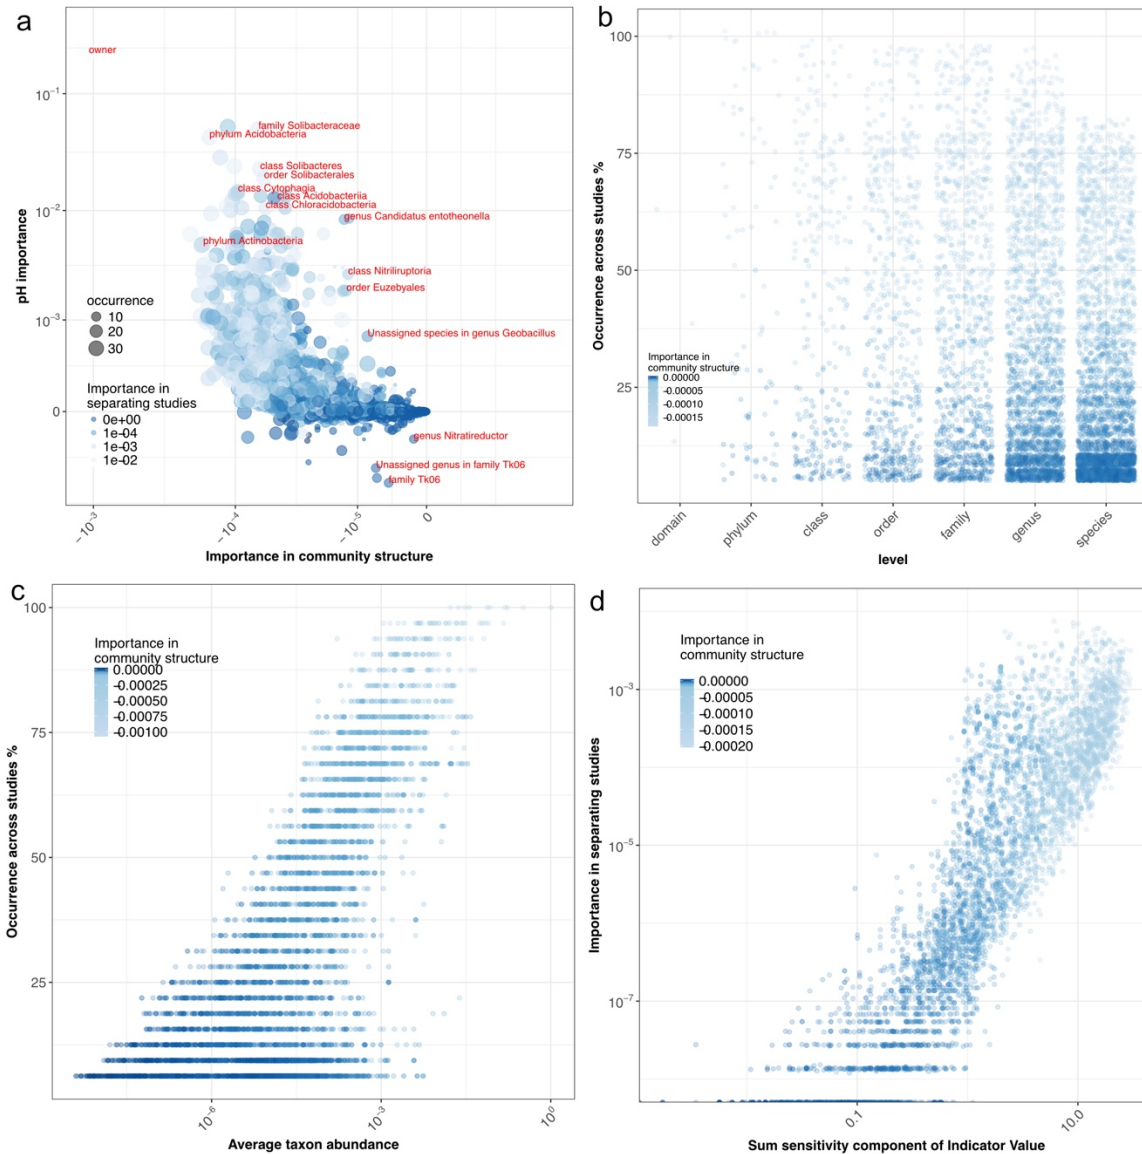 a
owner
10⁻¹
family Solibacteraceae
phylum Acidobacteria
class Solibacteres
order Solibacterales
class Cytophagia
class Acidobacteriia
class Chloracidobacteria
10⁻²
genus Candidatus entotheonella
phylum Actinobacteria
class Nitriliruptoria
order Euzebyales
occurrence
10
20
30
10⁻³
Unassigned species in genus Geobacillus
Importance in
separating studies
0e+00
1e-04
1e-03
1e-02
0
genus Nitratireductor
Unassigned genus in family Tk06
family Tk06
pH importance
−10⁻³
−10⁻⁴
−10⁻⁵
0
Importance in community structure
b
100
75
50
25
Occurrence across studies %
Importance in
community structure
0.00000
-0.00005
-0.00010
-0.00015
domain
phylum
class
order
family
genus
species
level
c
100
75
50
25
Occurrence across studies %
Importance in
community structure
0.00000
-0.00025
-0.00050
-0.00075
-0.00100
10⁻⁶
10⁻³
10⁰
Average taxon abundance
d
Importance in
community structure
0.00000
-0.00005
-0.00010
-0.00015
-0.00020
10⁻³
10⁻⁵
10⁻⁷
Importance in separating studies
0.1
10.0
Sum sensitivity component of Indicator Value